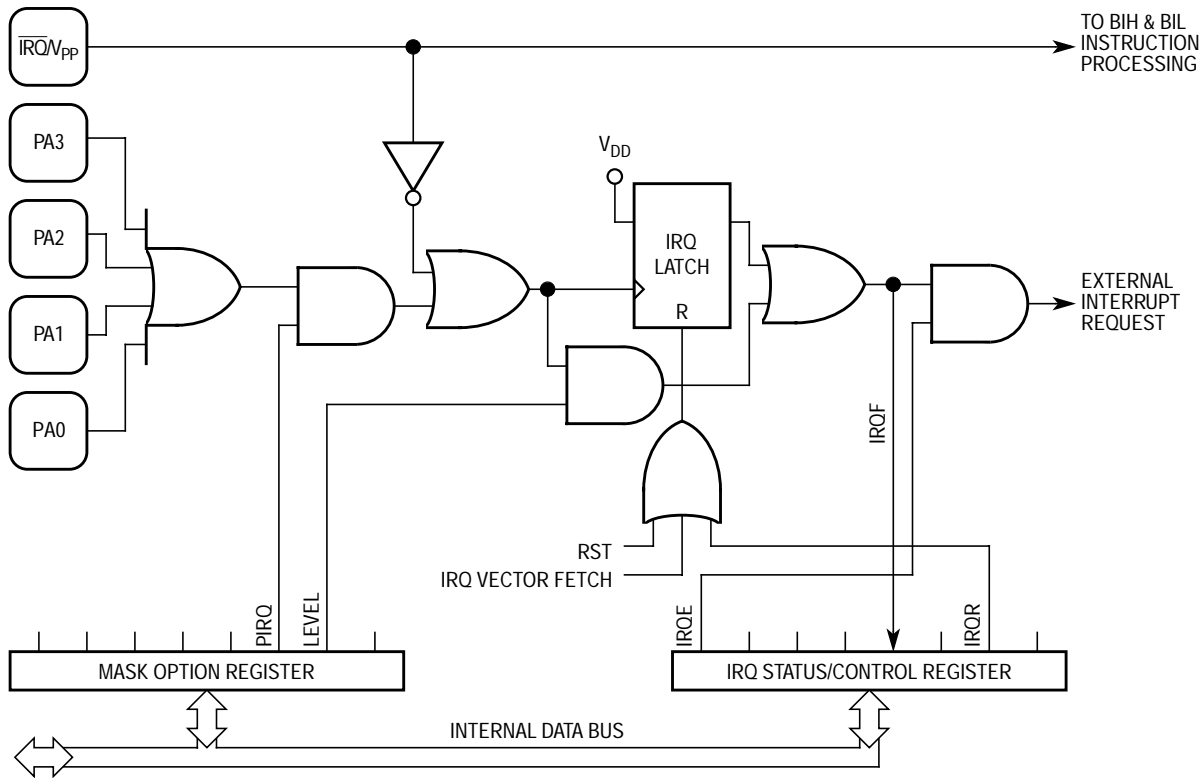 IRQ/VPP
TO BIH & BIL
INSTRUCTION
PROCESSING
PA3
VDD
PA2
IRQ
LATCH
R
PA1
EXTERNAL
INTERRUPT
REQUEST
PA0
IRQF
RST
IRQ VECTOR FETCH
PIRQ
LEVEL
IRQE
IRQR
MASK OPTION REGISTER
IRQ STATUS/CONTROL REGISTER
INTERNAL DATA BUS